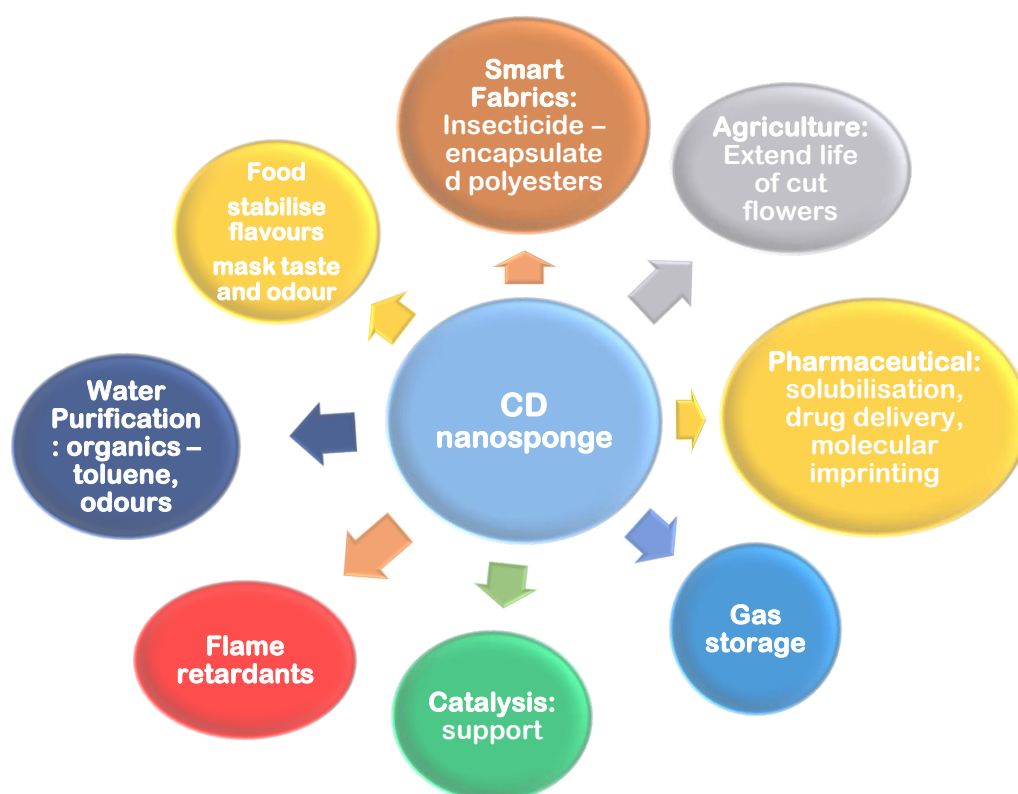 Smart
Fabrics:
Insecticide –
encapsulate
d polyesters
Agriculture:
Extend life
of cut
flowers
Food
stabilise
flavours
mask taste
and odour
Pharmaceutical:
solubilisation,
drug delivery,
molecular
imprinting
CD
nanosponge
Water
Purification
: organics –
toluene,
odours
Gas
storage
Flame
retardants
Catalysis:
support